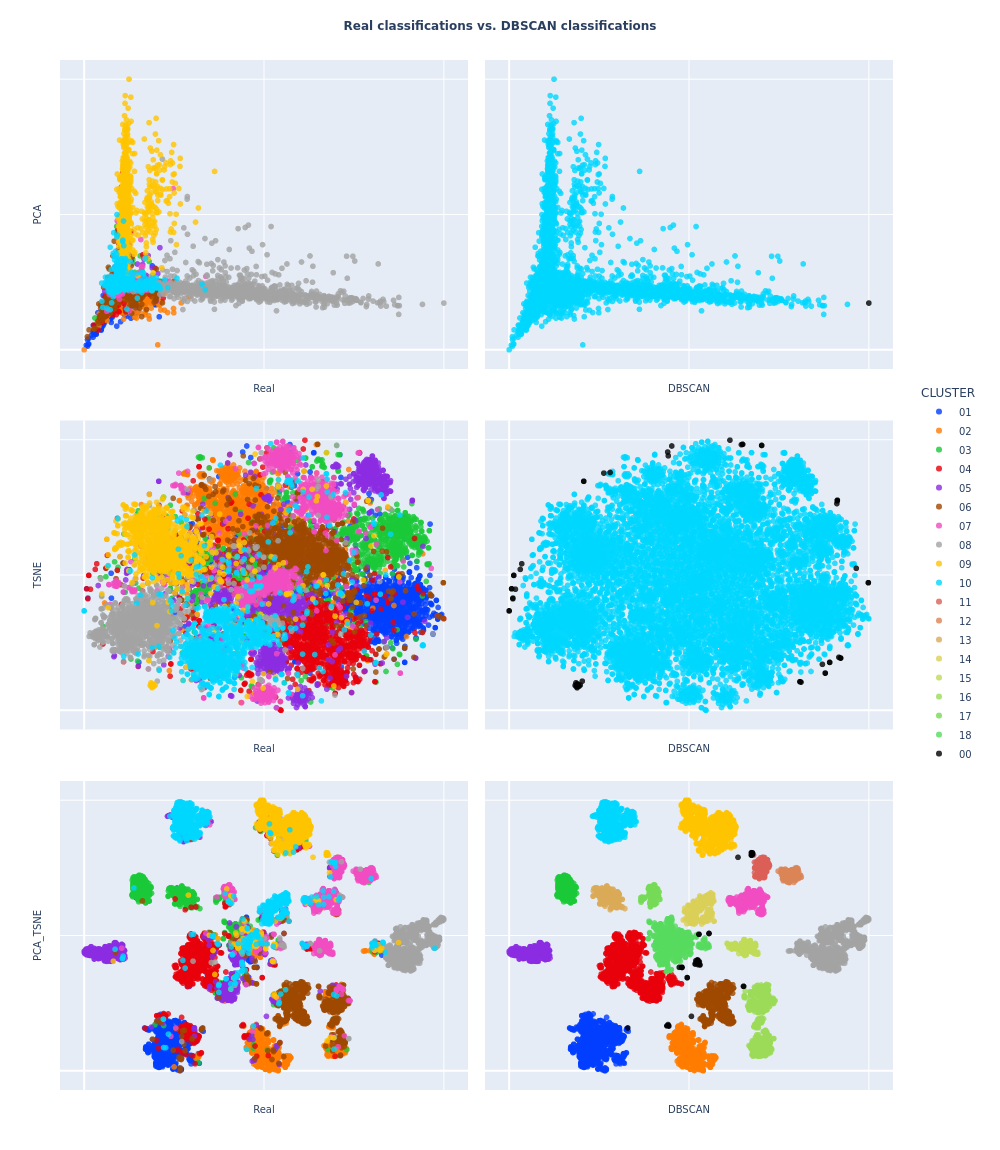 Real classifications vs. DBSCAN classifications
PCA
Real
DBSCAN
TSNE
Real
DBSCAN
PCA_TSNE
Real
DBSCAN
CLUSTER
01
02
03
04
05
06
07
08
09
10
11
12
13
14
15
16
17
18
00